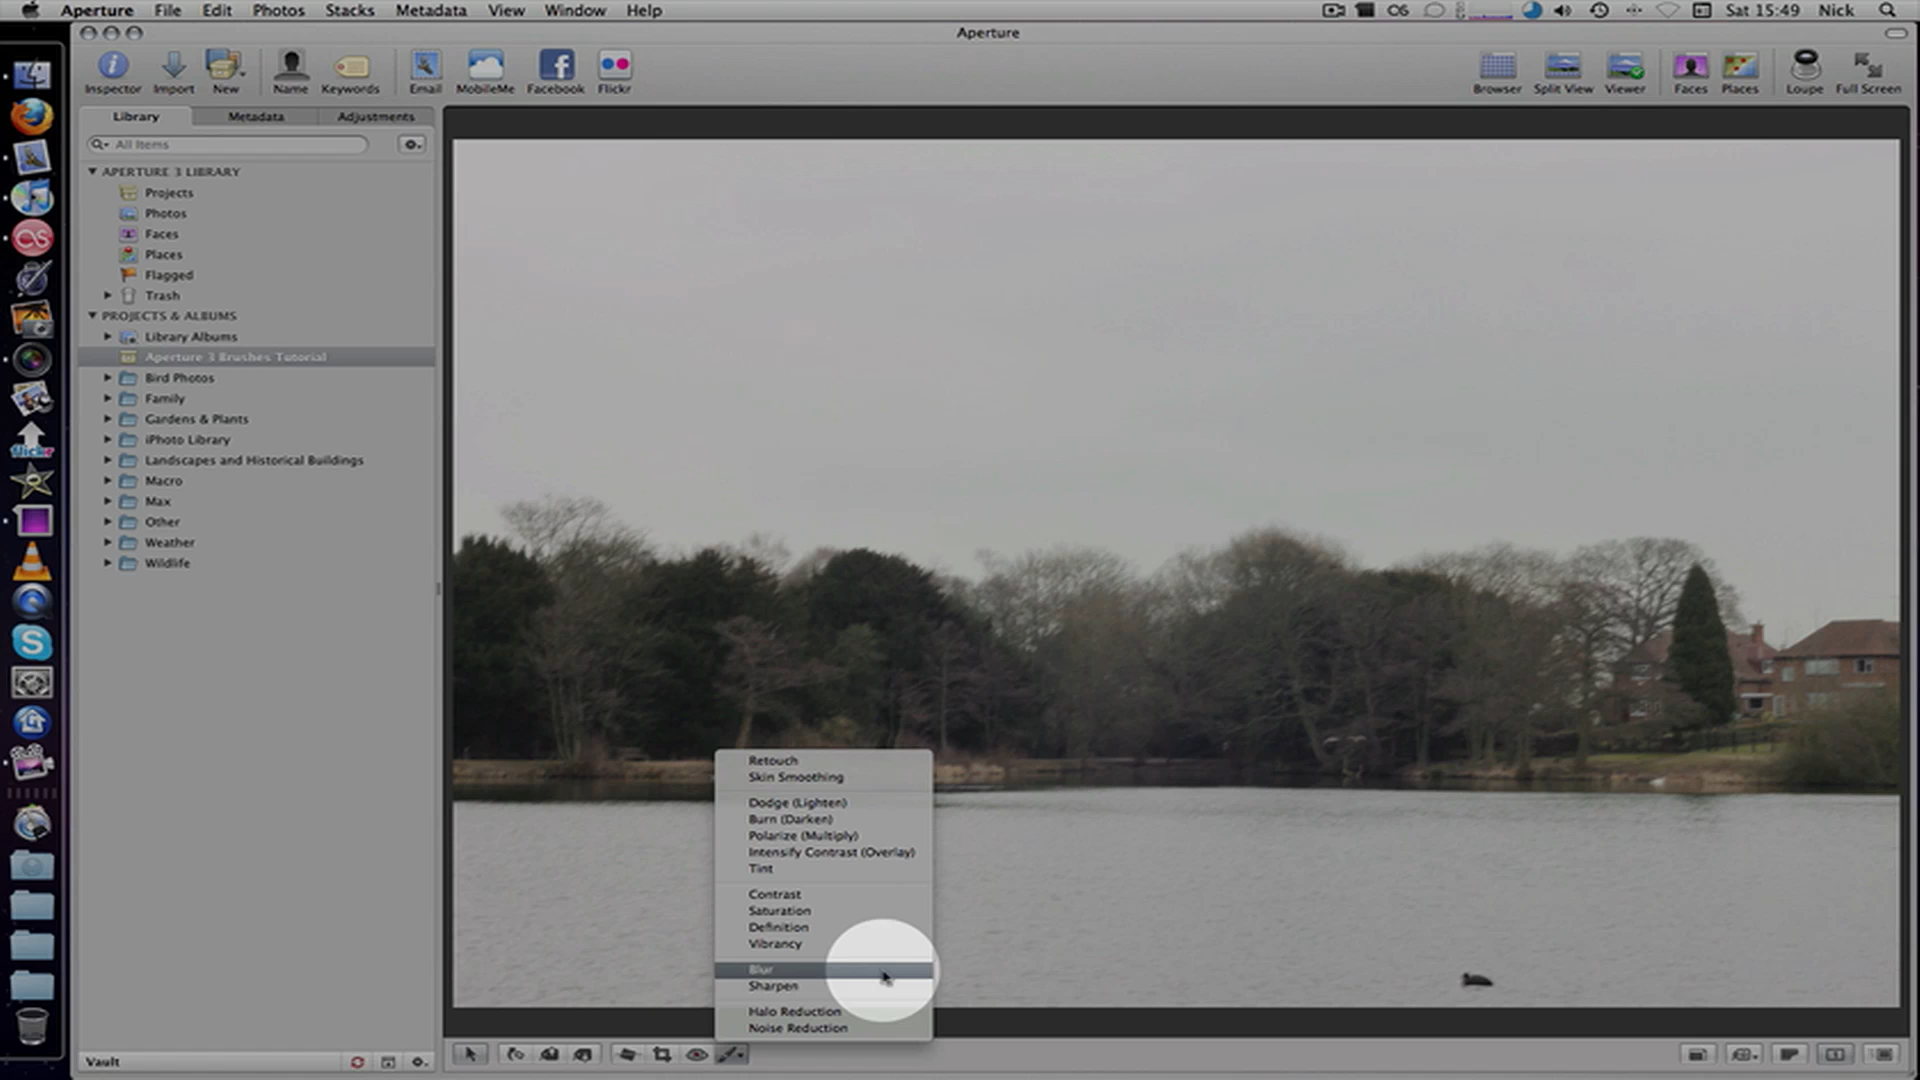 Aperture File Edit Photos Stacks Metadata View Window Help
Sat 15:49 Nick
Aperture
Inspector Import New Name Keywords Email MobileMe Facebook Flickr
Browser Split View Viewer Faces Places Loupe Full Screen
Library Metadata Adjustments
All Items
APERTURE 3 LIBRARY
Projects
Photos
Faces
Places
Flagged
Trash
PROJECTS & ALBUMS
Library Albums
Aperture 3 Brushes Tutorial
Bird Photos
Family
Gardens & Plants
iPhoto Library
Landscapes and Historical Buildings
Macro
Max
Other
Weather
Wildlife
flickr
Retouch
Skin Smoothing
Dodge (Lighten)
Burn (Darken)
Polarize (Multiply)
Intensify Contrast (Overlay)
Tint
Contrast
Saturation
Definition
Vibrancy
Blur
Sharpen
Halo Reduction
Noise Reduction
Vault